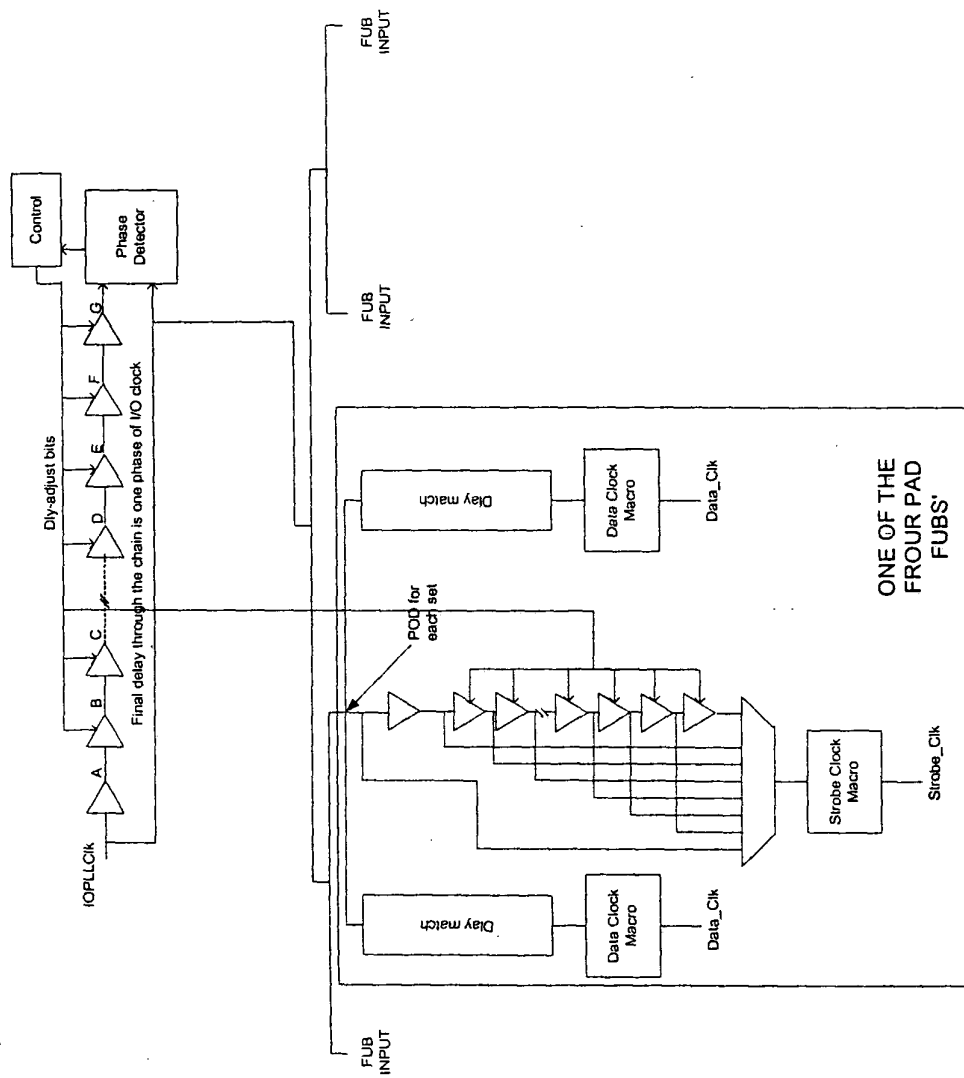 Control
Dly-adjust bits
Phase
Detector
IOPLLClk
A
B
C
D
E
F
G
Final delay through the chain is one phase of I/O clock
FUB
INPUT
FUB
INPUT
FUB
INPUT
POD for
each set
Dlay match
Dlay match
Data Clock
Macro
Data_Clk
Strobe Clock
Macro
Strobe_Clk
Data Clock
Macro
Data_Clk
ONE OF THE
FROUR PAD
FUBS'